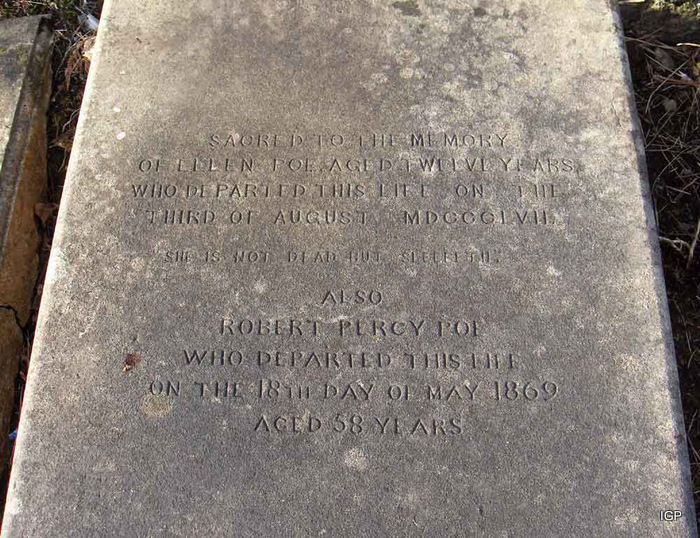 SACRED TO THE MEMORY
OF ELLEN POE, AGED TWELVE YEARS,
WHO DEPARTED THIS LIFE ON THE
THIRD OF AUGUST MDCCCLVII.
SHE IS NOT DEAD BUT SLEEPETH.
ALSO
ROBERT PERCY POE
WHO DEPARTED THIS LIFE
ON THE 18TH DAY OF MAY 1869
AGED 58 YEARS
IGP